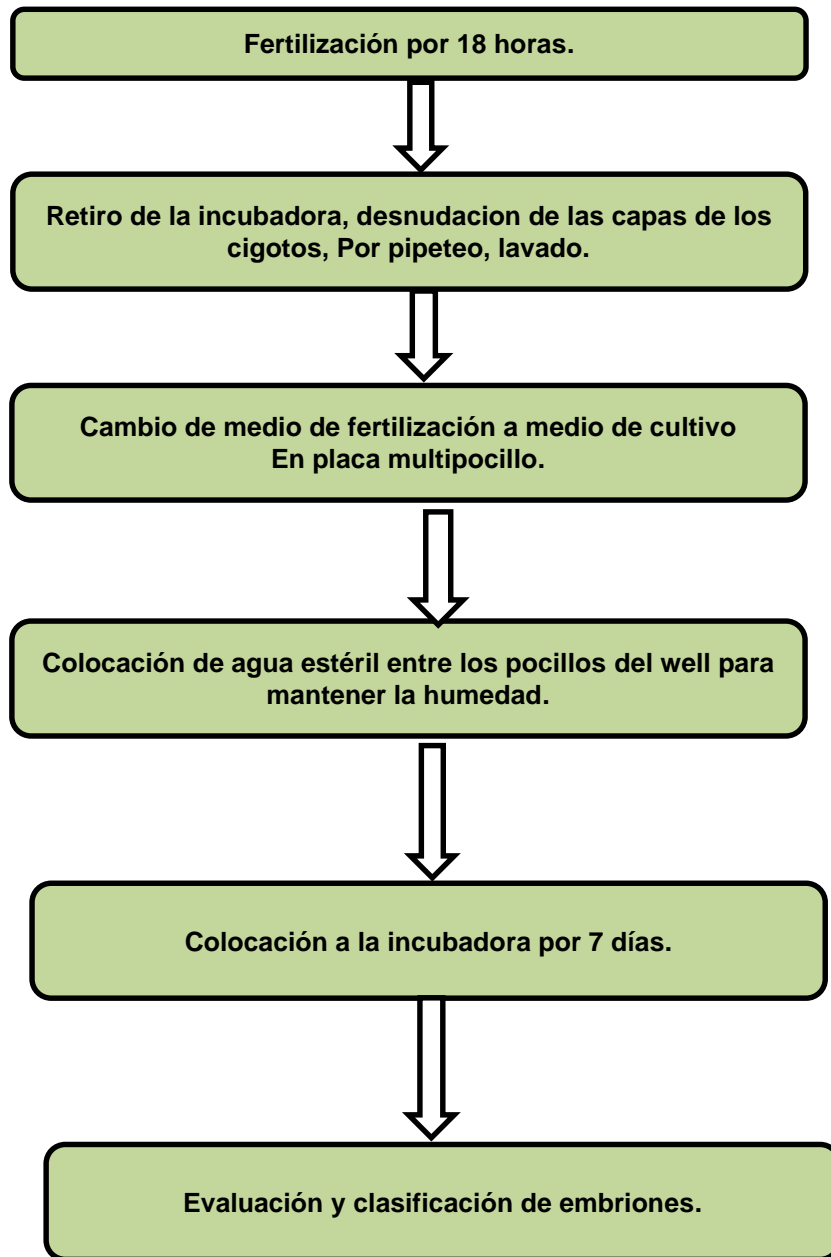 Fertilización por 18 horas.
Retiro de la incubadora, desnudacion de las capas de los
cigotos, Por pipeteo, lavado.
Cambio de medio de fertilización a medio de cultivo
En placa multipocillo.
Colocación de agua estéril entre los pocillos del well para
mantener la humedad.
Colocación a la incubadora por 7 días.
Evaluación y clasificación de embriones.